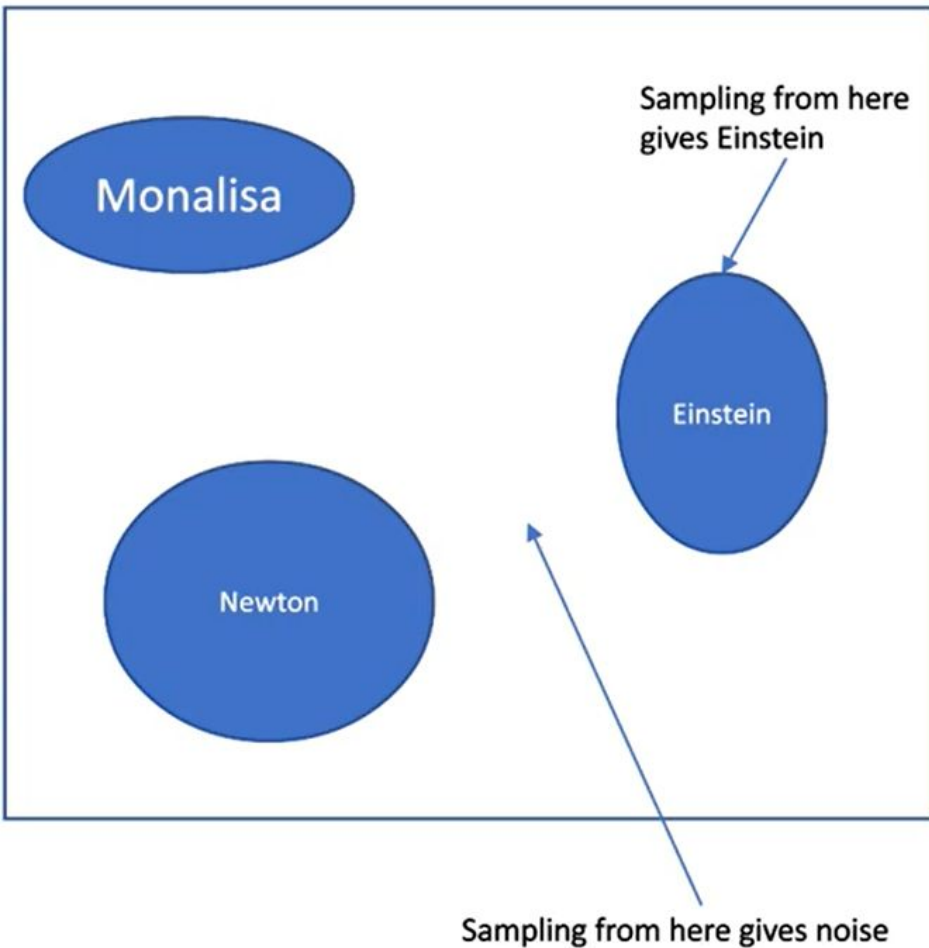 Sampling from here
gives Einstein
Monalisa
Einstein
Newton
Sampling from here gives noise